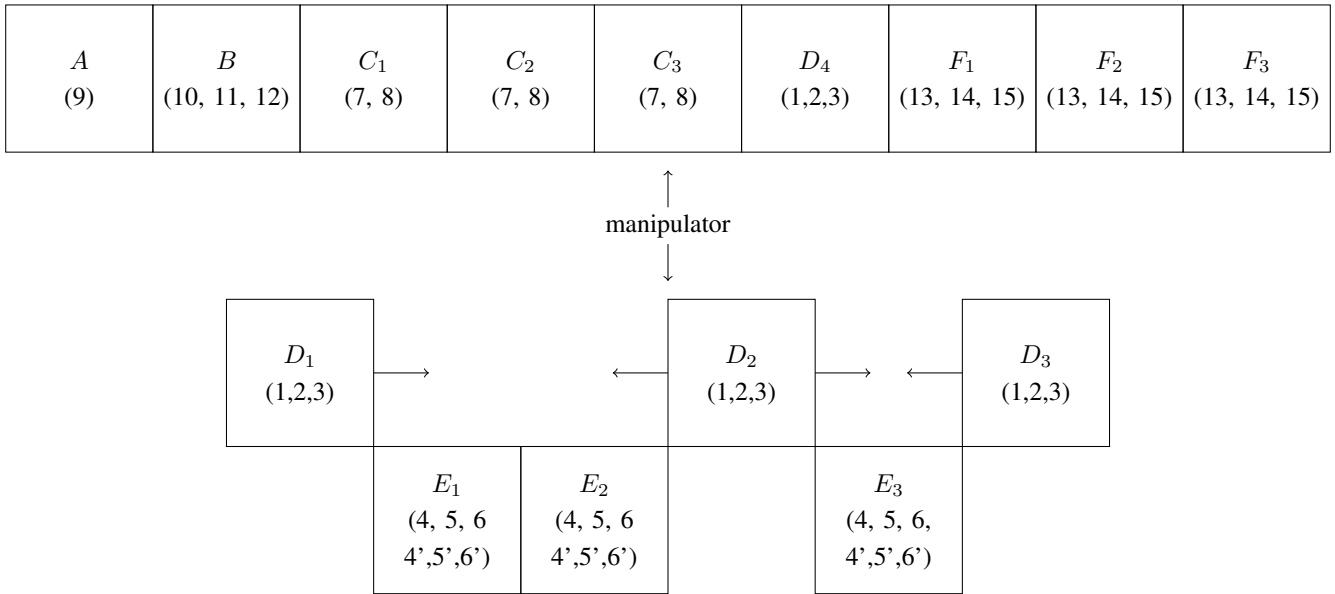 A B C₁ C₂ C₃ D₄ F₁ F₂ F₃
(9) (10, 11, 12) (7, 8) (7, 8) (7, 8) (1,2,3) (13, 14, 15) (13, 14, 15) (13, 14, 15)
manipulator
D₁ D₂ D₃
(1,2,3) (1,2,3) (1,2,3)
E₁ E₂ E₃
(4, 5, 6 (4, 5, 6 (4, 5, 6,
4’,5’,6’) 4’,5’,6’) 4’,5’,6’)